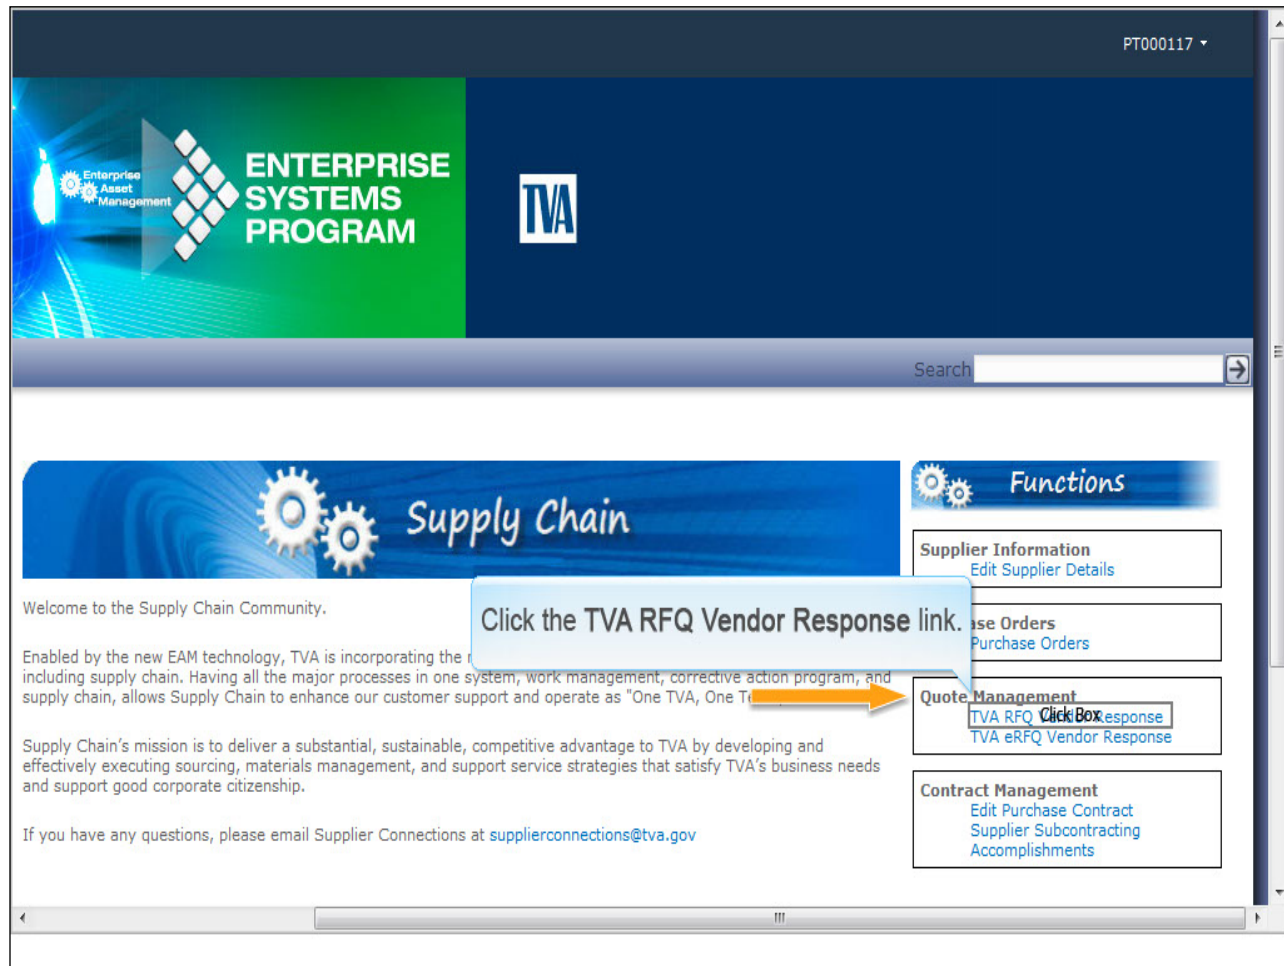 PT000117
Enterprise
Asset
Management
ENTERPRISE
SYSTEMS
PROGRAM
TVA
Search
Supply Chain
Welcome to the Supply Chain Community.
Enabled by the new EAM technology, TVA is incorporating the
including supply chain. Having all the major processes in one system, work management, corrective action program, and
supply chain, allows Supply Chain to enhance our customer support and operate as "One TVA, One
Supply Chain's mission is to deliver a substantial, sustainable, competitive advantage to TVA by developing and
effectively executing sourcing, materials management, and support service strategies that satisfy TVA's business needs
and support good corporate citizenship.
If you have any questions, please email Supplier Connections at supplierconnections@tva.gov
Click the TVA RFQ Vendor Response link.
Functions
Supplier Information
Edit Supplier Details
Orders
Purchase Orders
Quote Management
TVA RFQ Vendor Response
Click Box
TVA eRFQ Vendor Response
Contract Management
Edit Purchase Contract
Supplier Subcontracting
Accomplishments